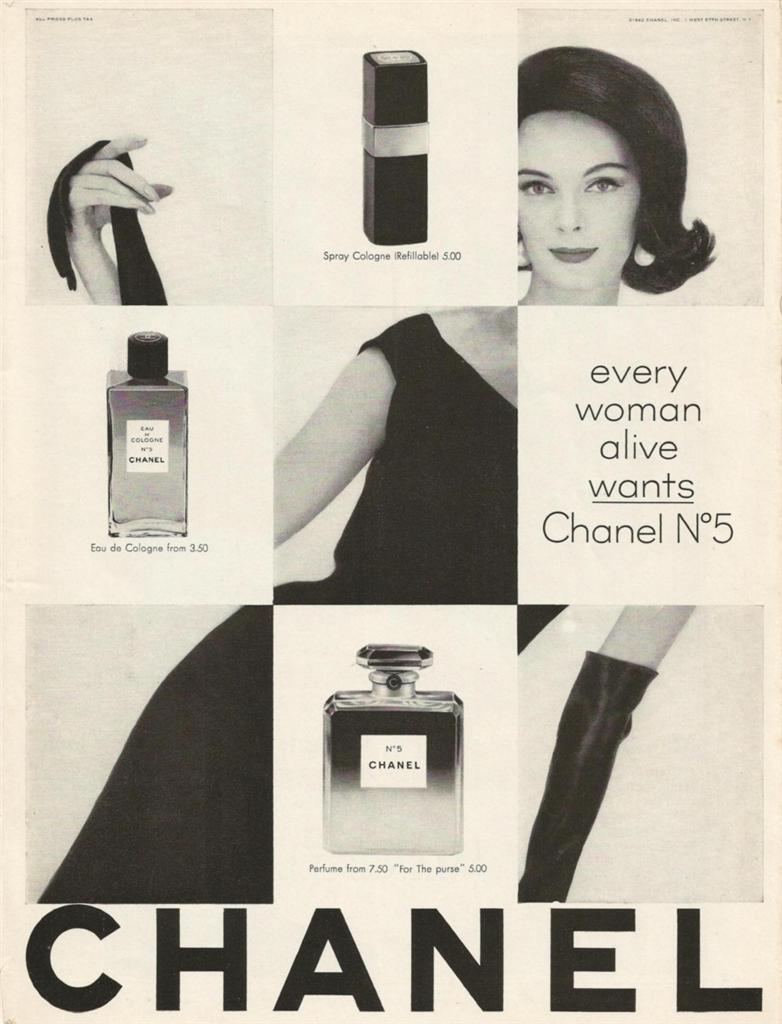 ALL PRICES PLUS TAX
©1962 CHANEL, INC., 1 WEST 57TH STREET, N.Y.
Spray Cologne (Refillable) 5.00
EAU
DE
COLOGNE
N°5
CHANEL
Eau de Cologne from 3.50
every
woman
alive
wants
Chanel N°5
N°5
CHANEL
Perfume from 7.50 "For The purse" 5.00
CHANEL